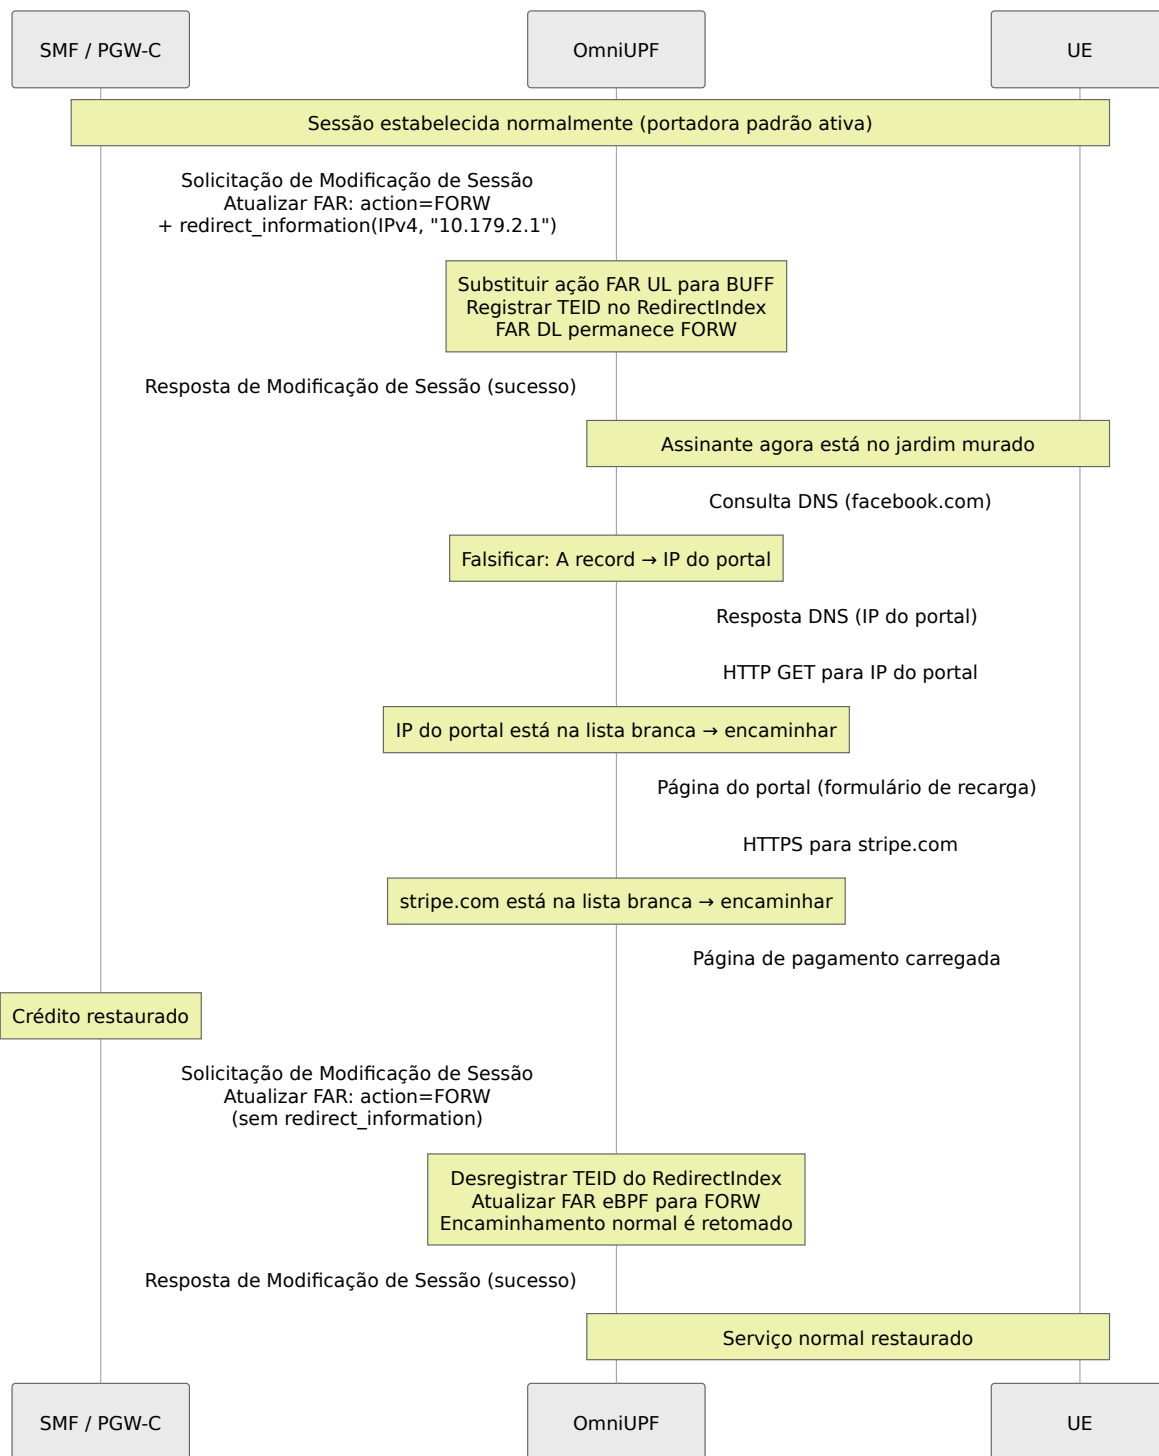 SMF / PGW-C
OmniUPF
UE
Sessão estabelecida normalmente (portadora padrão ativa)
Solicitação de Modificação de Sessão
Atualizar FAR: action=FORW
+ redirect_information(IPv4, "10.179.2.1")
Substituir ação FAR UL para BUFF
Registrar TEID no RedirectIndex
FAR DL permanece FORW
Resposta de Modificação de Sessão (sucesso)
Assinante agora está no jardim murado
Consulta DNS (facebook.com)
Falsificar: A record → IP do portal
Resposta DNS (IP do portal)
HTTP GET para IP do portal
IP do portal está na lista branca → encaminhar
Página do portal (formulário de recarga)
HTTPS para stripe.com
stripe.com está na lista branca → encaminhar
Página de pagamento carregada
Crédito restaurado
Solicitação de Modificação de Sessão
Atualizar FAR: action=FORW
(sem redirect_information)
Desregistrar TEID do RedirectIndex
Atualizar FAR eBPF para FORW
Encaminhamento normal é retomado
Resposta de Modificação de Sessão (sucesso)
Serviço normal restaurado
SMF / PGW-C
OmniUPF
UE